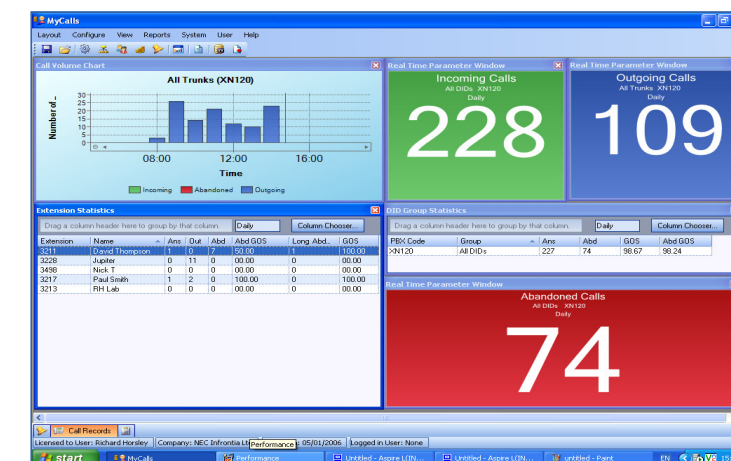 MyCalls
Layout Configure View Reports System User Help
Call Volume Chart
All Trunks (XN120)
Number of ..
30
25
20
15
10
5
0
08:00 12:00 16:00
Time
Incoming Abandoned Outgoing
Real Time Parameter Window
Incoming Calls
All DIDs XN120
Daily
228
Real Time Parameter Window
Outgoing Calls
All Trunks XN120
Daily
109
Extension Statistics
Drag a column header here to group by that column. Daily Column Chooser...
Extension Name Ans Out Abd Abd GOS Long Abd.. GOS
3211 David Thompson 1 0 7 50.00 1 100.00
3228 Jupiter 0 11 0 00.00 0 00.00
3498 Nick T 0 0 0 00.00 0 00.00
3217 Paul Smith 1 2 0 100.00 0 100.00
3213 RH Lab 0 0 0 00.00 0 00.00
DID Group Statistics
Drag a column header here to group by that column. Daily Column Chooser...
PBX Code Group Ans Abd GOS Abd GOS
XN120 All DIDs 227 74 98.67 98.24
Real Time Parameter Window
Abandoned Calls
All DIDs XN120
Daily
74
Call Records
Licensed to User: Richard Horsley Company: NEC Infrontia Lt Performance : 05/01/2006 Logged in User: None
start MyCalls Performance Untitled - Aspire L(IN... Untitled - Aspire L(IN... untitled - Paint EN 15